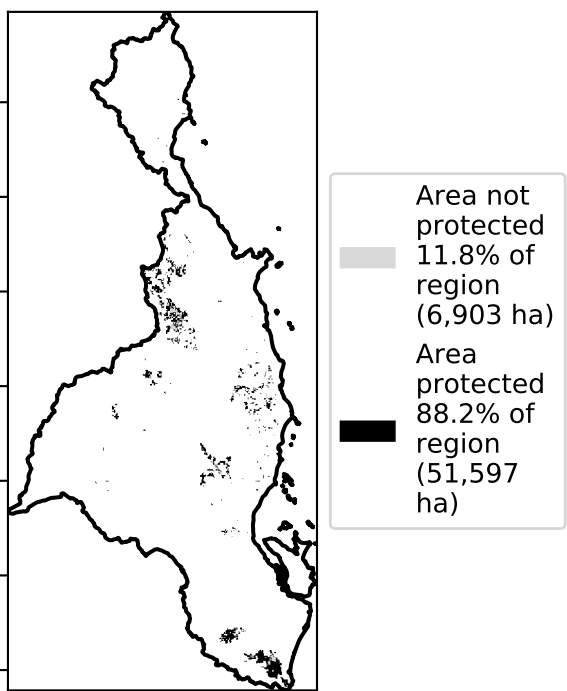 Area not
protected
11.8% of
region
(6,903 ha)
Area
protected
88.2% of
region
(51,597
ha)